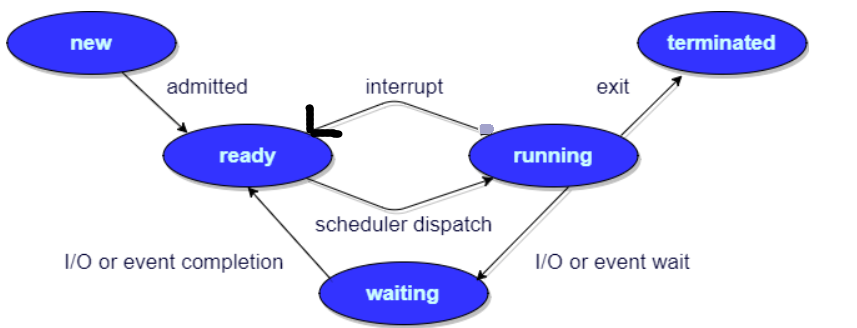 new
terminated
admitted
interrupt
exit
ready
running
scheduler dispatch
I/O or event completion
I/O or event wait
waiting